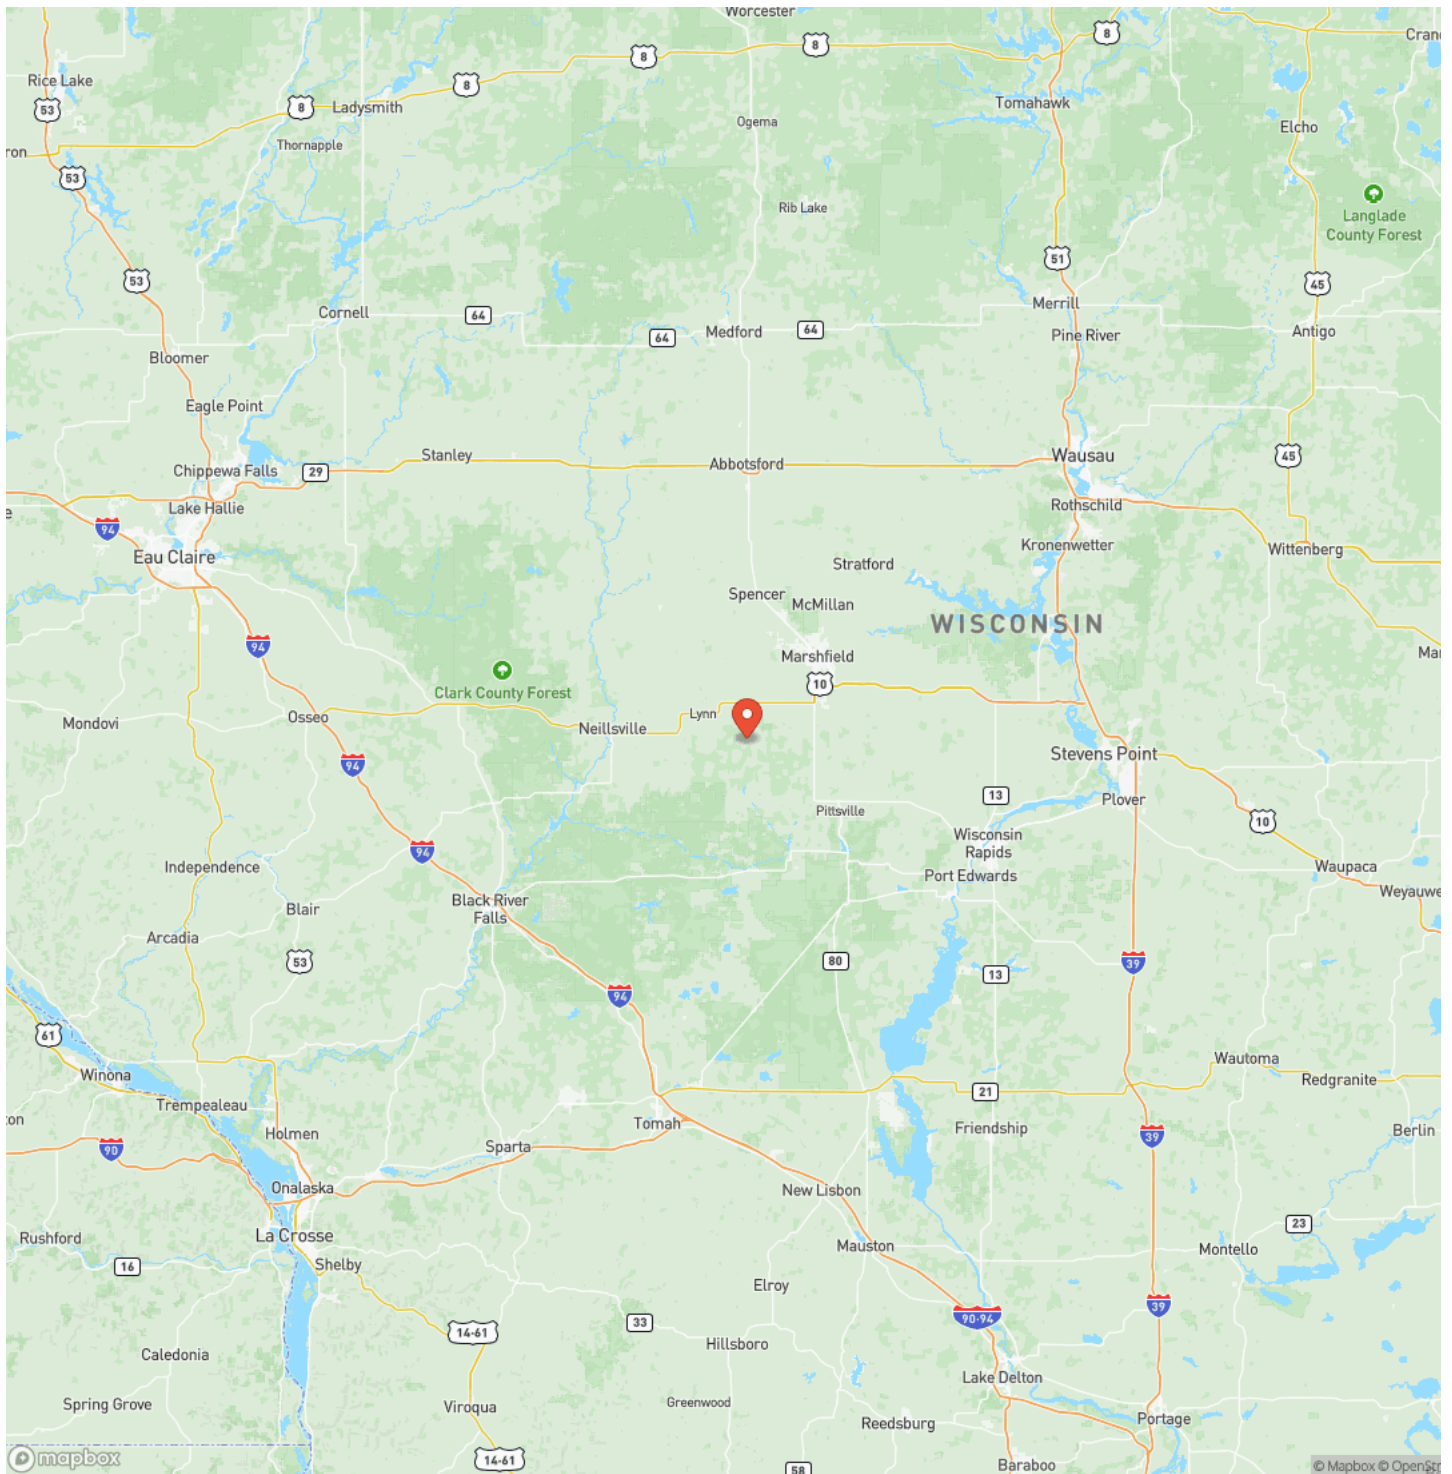 Worcester
8
8
8
Cran
Rice Lake
53
8
8
Ladysmith
Tomahawk
Ogema
Elcho
Thornapple
ron
53
Rib Lake
Langlade
County Forest
51
53
45
Merrill
Cornell
64
Medford
64
64
Pine River
Antigo
Bloomer
Eagle Point
Stanley
Abbotsford
Wausau
45
Chippewa Falls
29
Lake Hallie
Rothschild
e
94
Eau Claire
Kronenwetter
Wittenberg
Stratford
Spencer
McMillan
WISCONSIN
94
Marshfield
Mar
10
Clark County Forest
Mondovi
Osseo
Neillsville
Lynn
94
Stevens Point
13
Plover
Pittsville
10
Wisconsin
Rapids
94
Independence
Port Edwards
Waupaca
Weyauwe
Black River
Falls
Blair
Arcadia
53
80
39
13
94
61
Winona
Wautoma
Redgranite
Trempealeau
21
ton
Tomah
Friendship
Berlin
Holmen
39
90
Sparta
Onalaska
New Lisbon
La Crosse
23
Rushford
Mauston
Montello
Shelby
16
Elroy
39
90-94
33
14-61
Hillsboro
Caledonia
Lake Delton
Spring Grove
Viroqua
Greenwood
Reedsburg
Portage
mapbox
14-61
58
Baraboo
© Mapbox © OpenStr